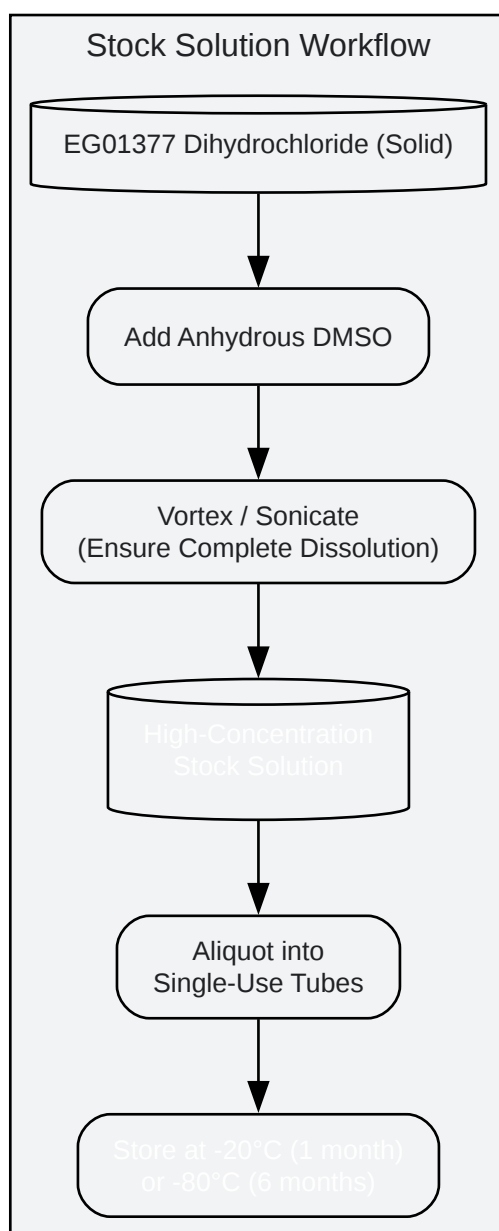 Stock Solution Workflow
EG01377 Dihydrochloride (Solid)
Add Anhydrous DMSO
Vortex / Sonicate
(Ensure Complete Dissolution)
High-Concentration
Stock Solution
Aliquot into
Single-Use Tubes
Store at -20°C (1 month)
or -80°C (6 months)